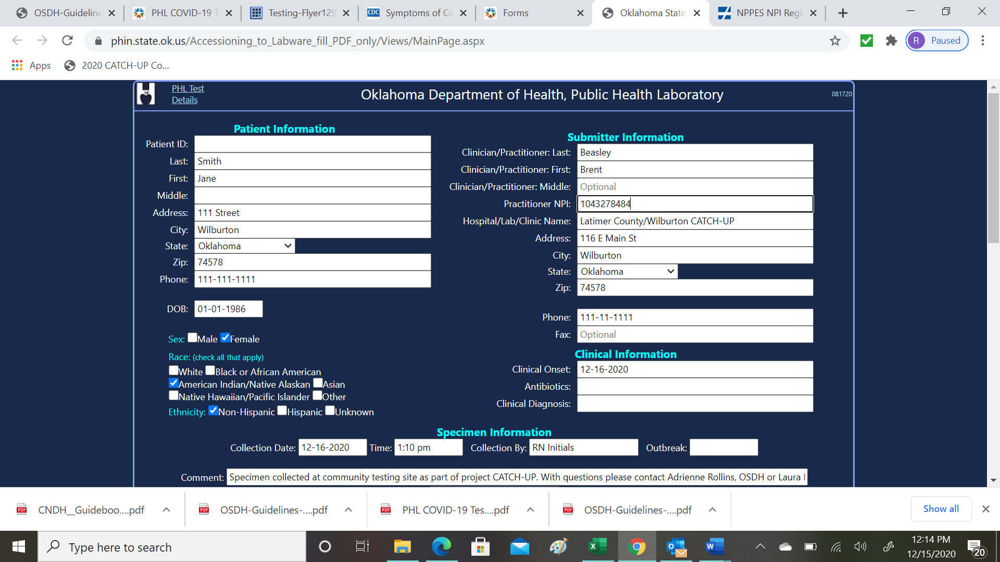 OSDH-Guideline
PHL COVID-19 T
Testing-Flyer129
Symptoms of Co
Forms
Oklahoma State
NPPES NPI Regi
phin.state.ok.us/Accessioning_to_Labware_fill_PDF_only/Views/MainPage.aspx
R Paused
Apps
2020 CATCH-UP Co...
PHL Test
Details
Oklahoma Department of Health, Public Health Laboratory
081720
Patient Information
Patient ID:
Last: Smith
First: Jane
Middle:
Address: 111 Street
City: Wilburton
State: Oklahoma
Zip: 74578
Phone: 111-111-1111
DOB: 01-01-1986
Sex: Male Female
Race: (check all that apply)
White Black or African American
American Indian/Native Alaskan Asian
Native Hawaiian/Pacific Islander Other
Ethnicity: Non-Hispanic Hispanic Unknown
Submitter Information
Clinician/Practitioner: Last: Beasley
Clinician/Practitioner: First: Brent
Clinician/Practitioner: Middle: Optional
Practitioner NPI: 1043278484
Hospital/Lab/Clinic Name: Latimer County/Wilburton CATCH-UP
Address: 116 E Main St
City: Wilburton
State: Oklahoma
Zip: 74578
Phone: 111-11-1111
Fax: Optional
Clinical Information
Clinical Onset: 12-16-2020
Antibiotics:
Clinical Diagnosis:
Specimen Information
Collection Date: 12-16-2020 Time: 1:10 pm Collection By: RN Initials Outbreak:
Comment: Specimen collected at community testing site as part of project CATCH-UP. With questions please contact Adrienne Rollins, OSDH or Laura
CNDH__Guideboo....pdf
OSDH-Guidelines-....pdf
PHL COVID-19 Tes....pdf
OSDH-Guidelines-....pdf
Show all
Type here to search
12:14 PM
12/15/2020
20